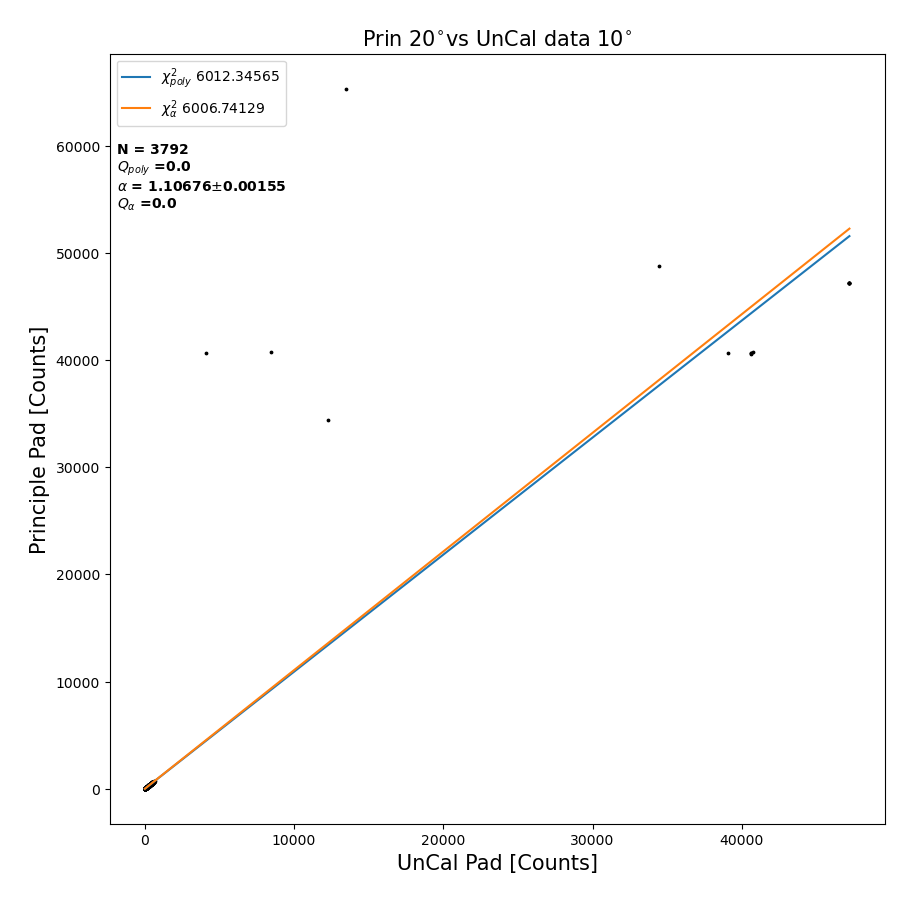 Prin 20°vs UnCal data 10°
χ²poly 6012.34565
χ²α 6006.74129
N = 3792
Qpoly =0.0
α = 1.10676±0.00155
Qα =0.0
60000
50000
40000
30000
20000
10000
0
Principle Pad [Counts]
0 10000 20000 30000 40000
UnCal Pad [Counts]